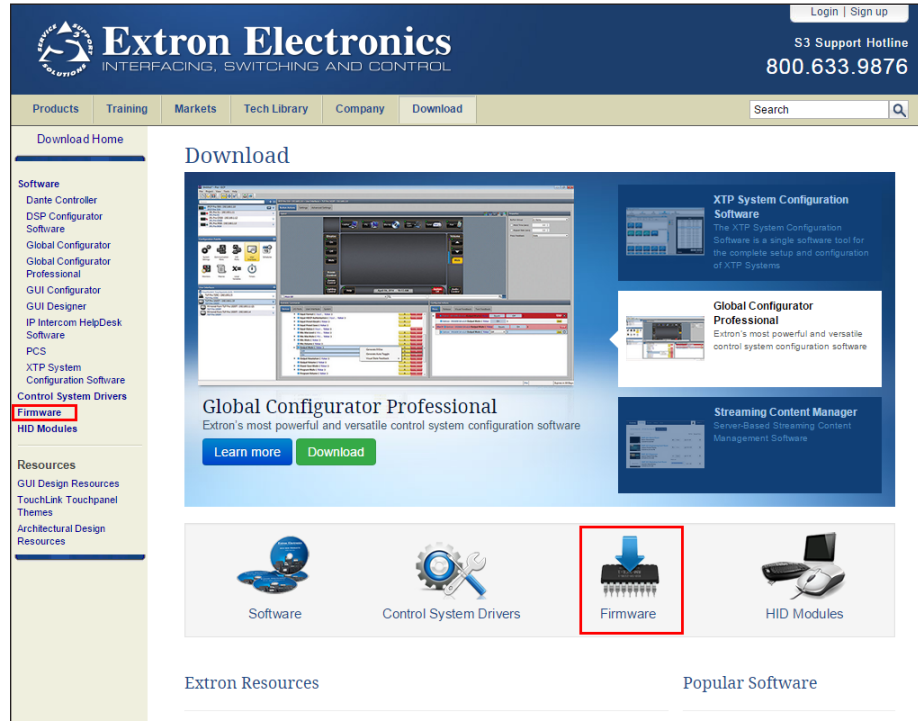 Login | Sign up
SERVICE SUPPORT SOLUTIONS
S3
Extron Electronics
INTERFACING, SWITCHING AND CONTROL
S3 Support Hotline
800.633.9876
Products Training Markets Tech Library Company Download
Search
Download Home
Software
Dante Controller
DSP Configurator
Software
Global Configurator
Global Configurator
Professional
GUI Configurator
GUI Designer
IP Intercom HelpDesk
Software
PCS
XTP System
Configuration Software
Control System Drivers
Firmware
HID Modules
Resources
GUI Design Resources
TouchLink Touchpanel
Themes
Architectural Design
Resources
Download
Global Configurator Professional
Extron's most powerful and versatile control system configuration software
Learn more Download
XTP System Configuration
Software
The XTP System Configuration
Software is a single software tool for
the complete setup and configuration
of XTP Systems
Global Configurator
Professional
Extron's most powerful and versatile
control system configuration software
Streaming Content Manager
Server-Based Streaming Content
Management Software
Software Control System Drivers Firmware HID Modules
Extron Resources
Popular Software